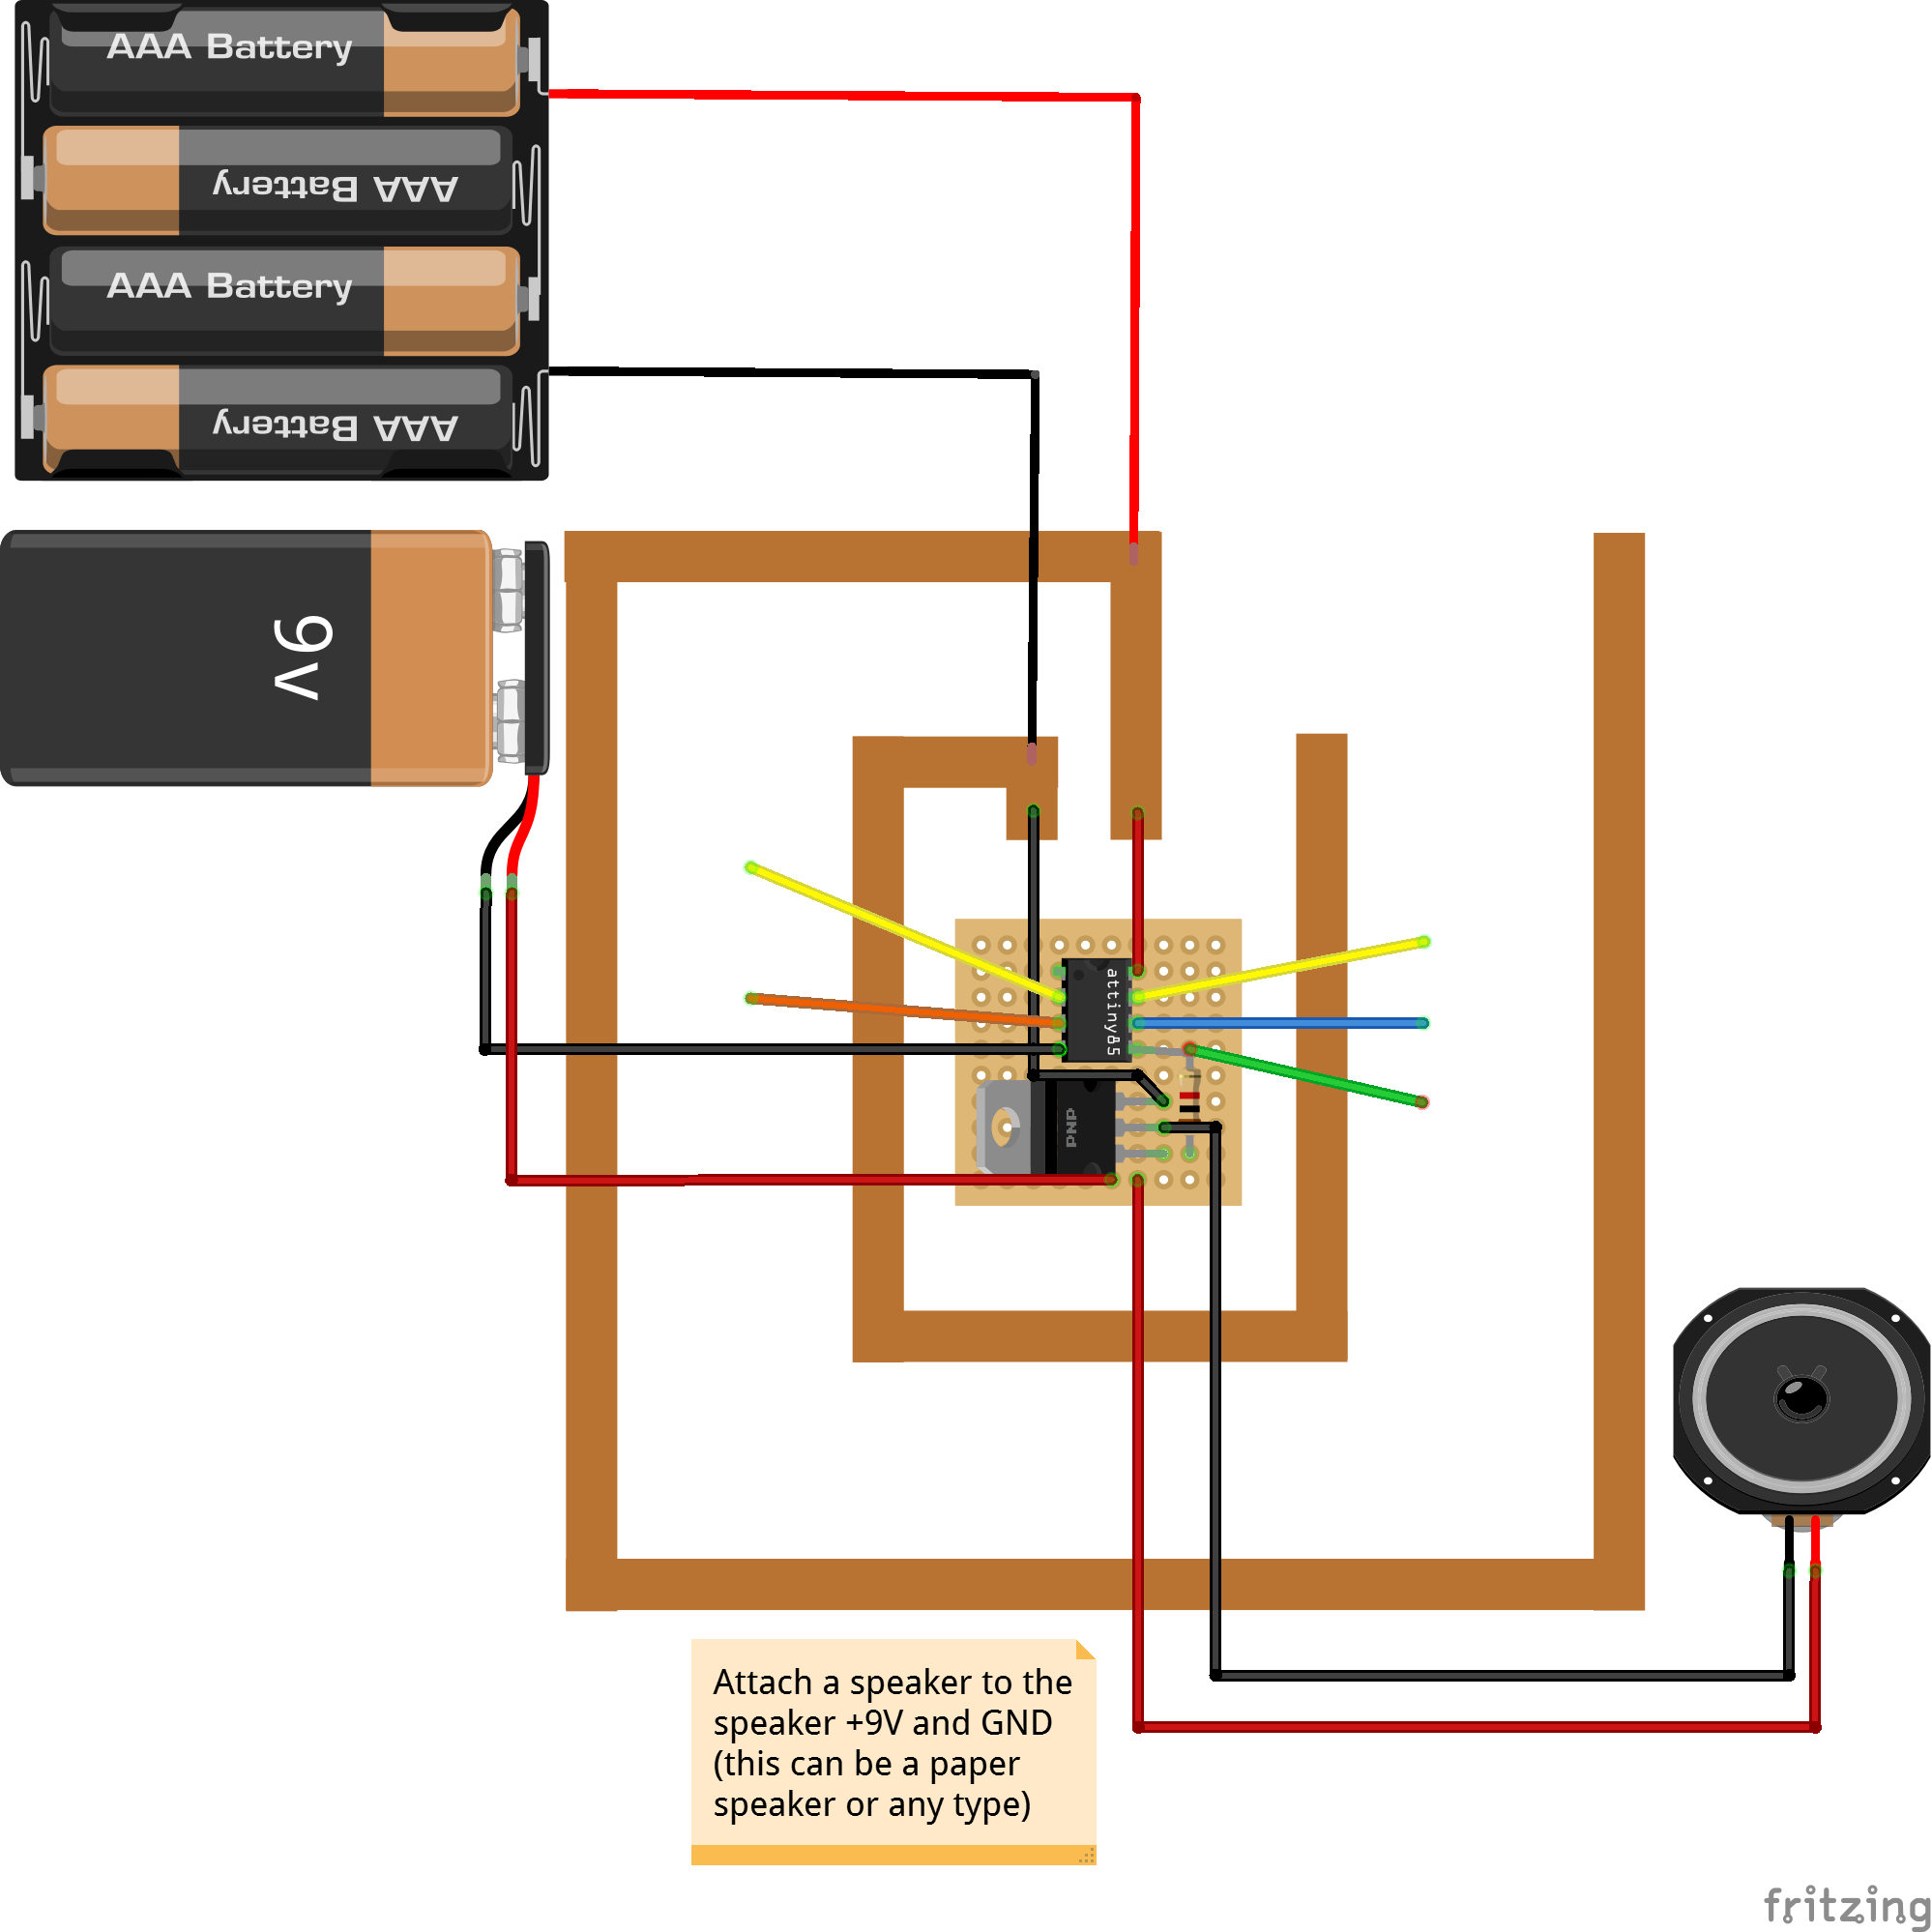 AAA Battery
AAA Battery
AAA Battery
AAA Battery
9v
attiny85
PNP
Attach a speaker to the
speaker +9V and GND
(this can be a paper
speaker or any type)
fritzing